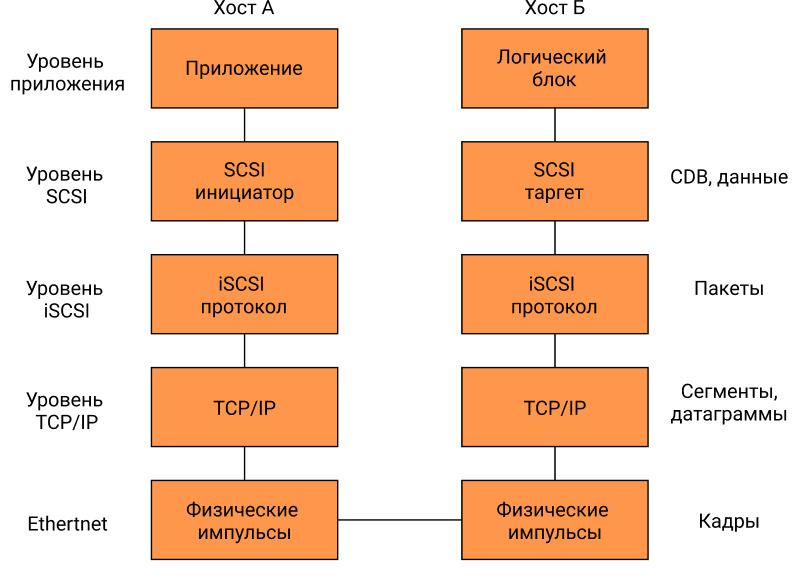 Хост А
Хост Б
Уровень
приложения
Приложение
Логический
блок
Уровень
SCSI
SCSI
инициатор
SCSI
таргет
CDB, данные
Уровень
iSCSI
iSCSI
протокол
iSCSI
протокол
Пакеты
Уровень
TCP/IP
TCP/IP
TCP/IP
Сегменты,
датаграммы
Ethertnet
Физические
импульсы
Физические
импульсы
Кадры